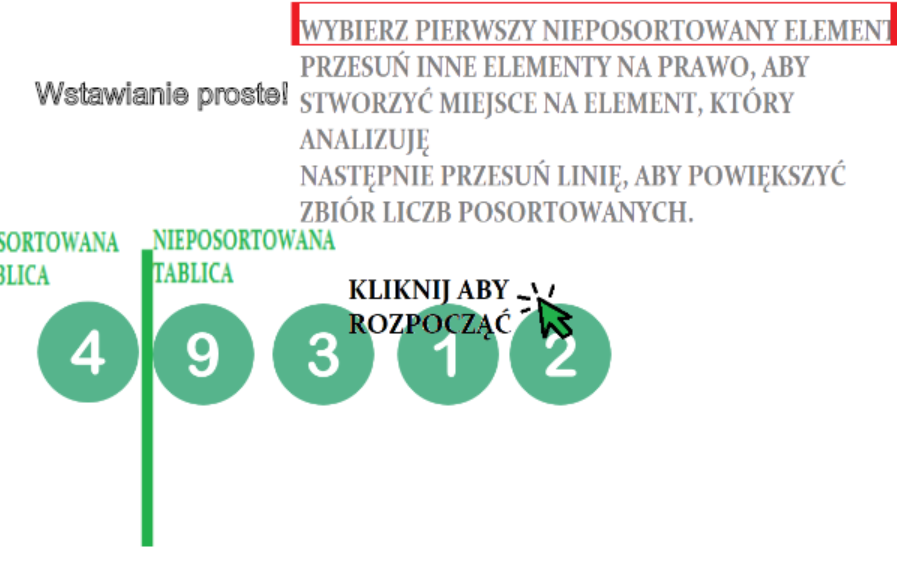 WYBIERZ PIERWSZY NIEPOSORTOWANY ELEMENT
PRZESUŃ INNE ELEMENTY NA PRAWO, ABY
STWORZYĆ MIEJSCE NA ELEMENT, KTÓRY
ANALIZUJĘ
NASTĘPNIE PRZESUŃ LINIĘ, ABY POWIĘKSZYĆ
ZBIÓR LICZB POSORTOWANYCH.
Wstawianie proste!
SORTOWANA
BLICA
NIEPOSORTOWANA
TABLICA
KLIKNIJ ABY
ROZPOCZĄĆ
4 9 3 1 2